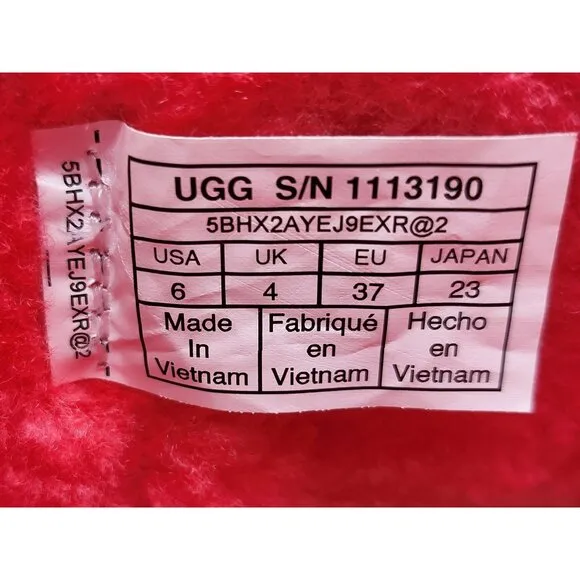 5BHX2AYEJ9EXR@2
UGG S/N 1113190
5BHX2AYEJ9EXR@2
USA UK EU JAPAN
6 4 37 23
Made Fabriqué Hecho
In en en
Vietnam Vietnam Vietnam